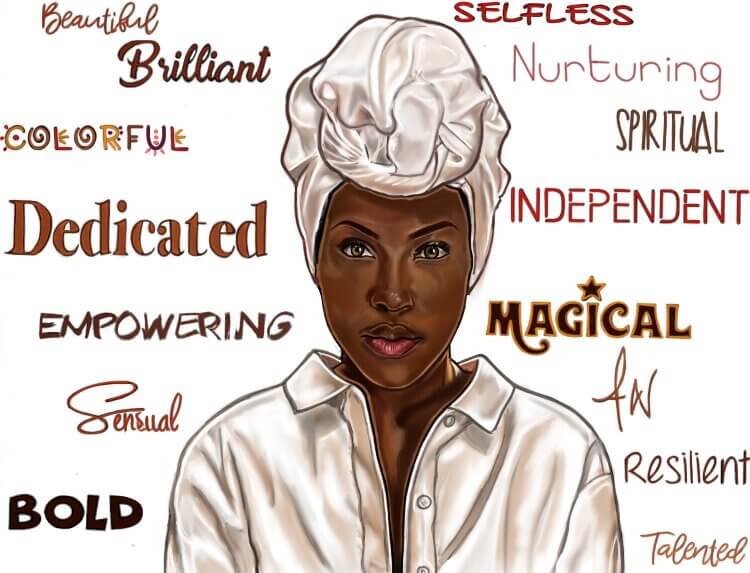 Beautiful
Brilliant
COLORFUL
Dedicated
EMPOWERING
Sensual
BOLD
SELFLESS
Nurturing
SPIRITUAL
INDEPENDENT
MAGICAL
Resilient
Talented